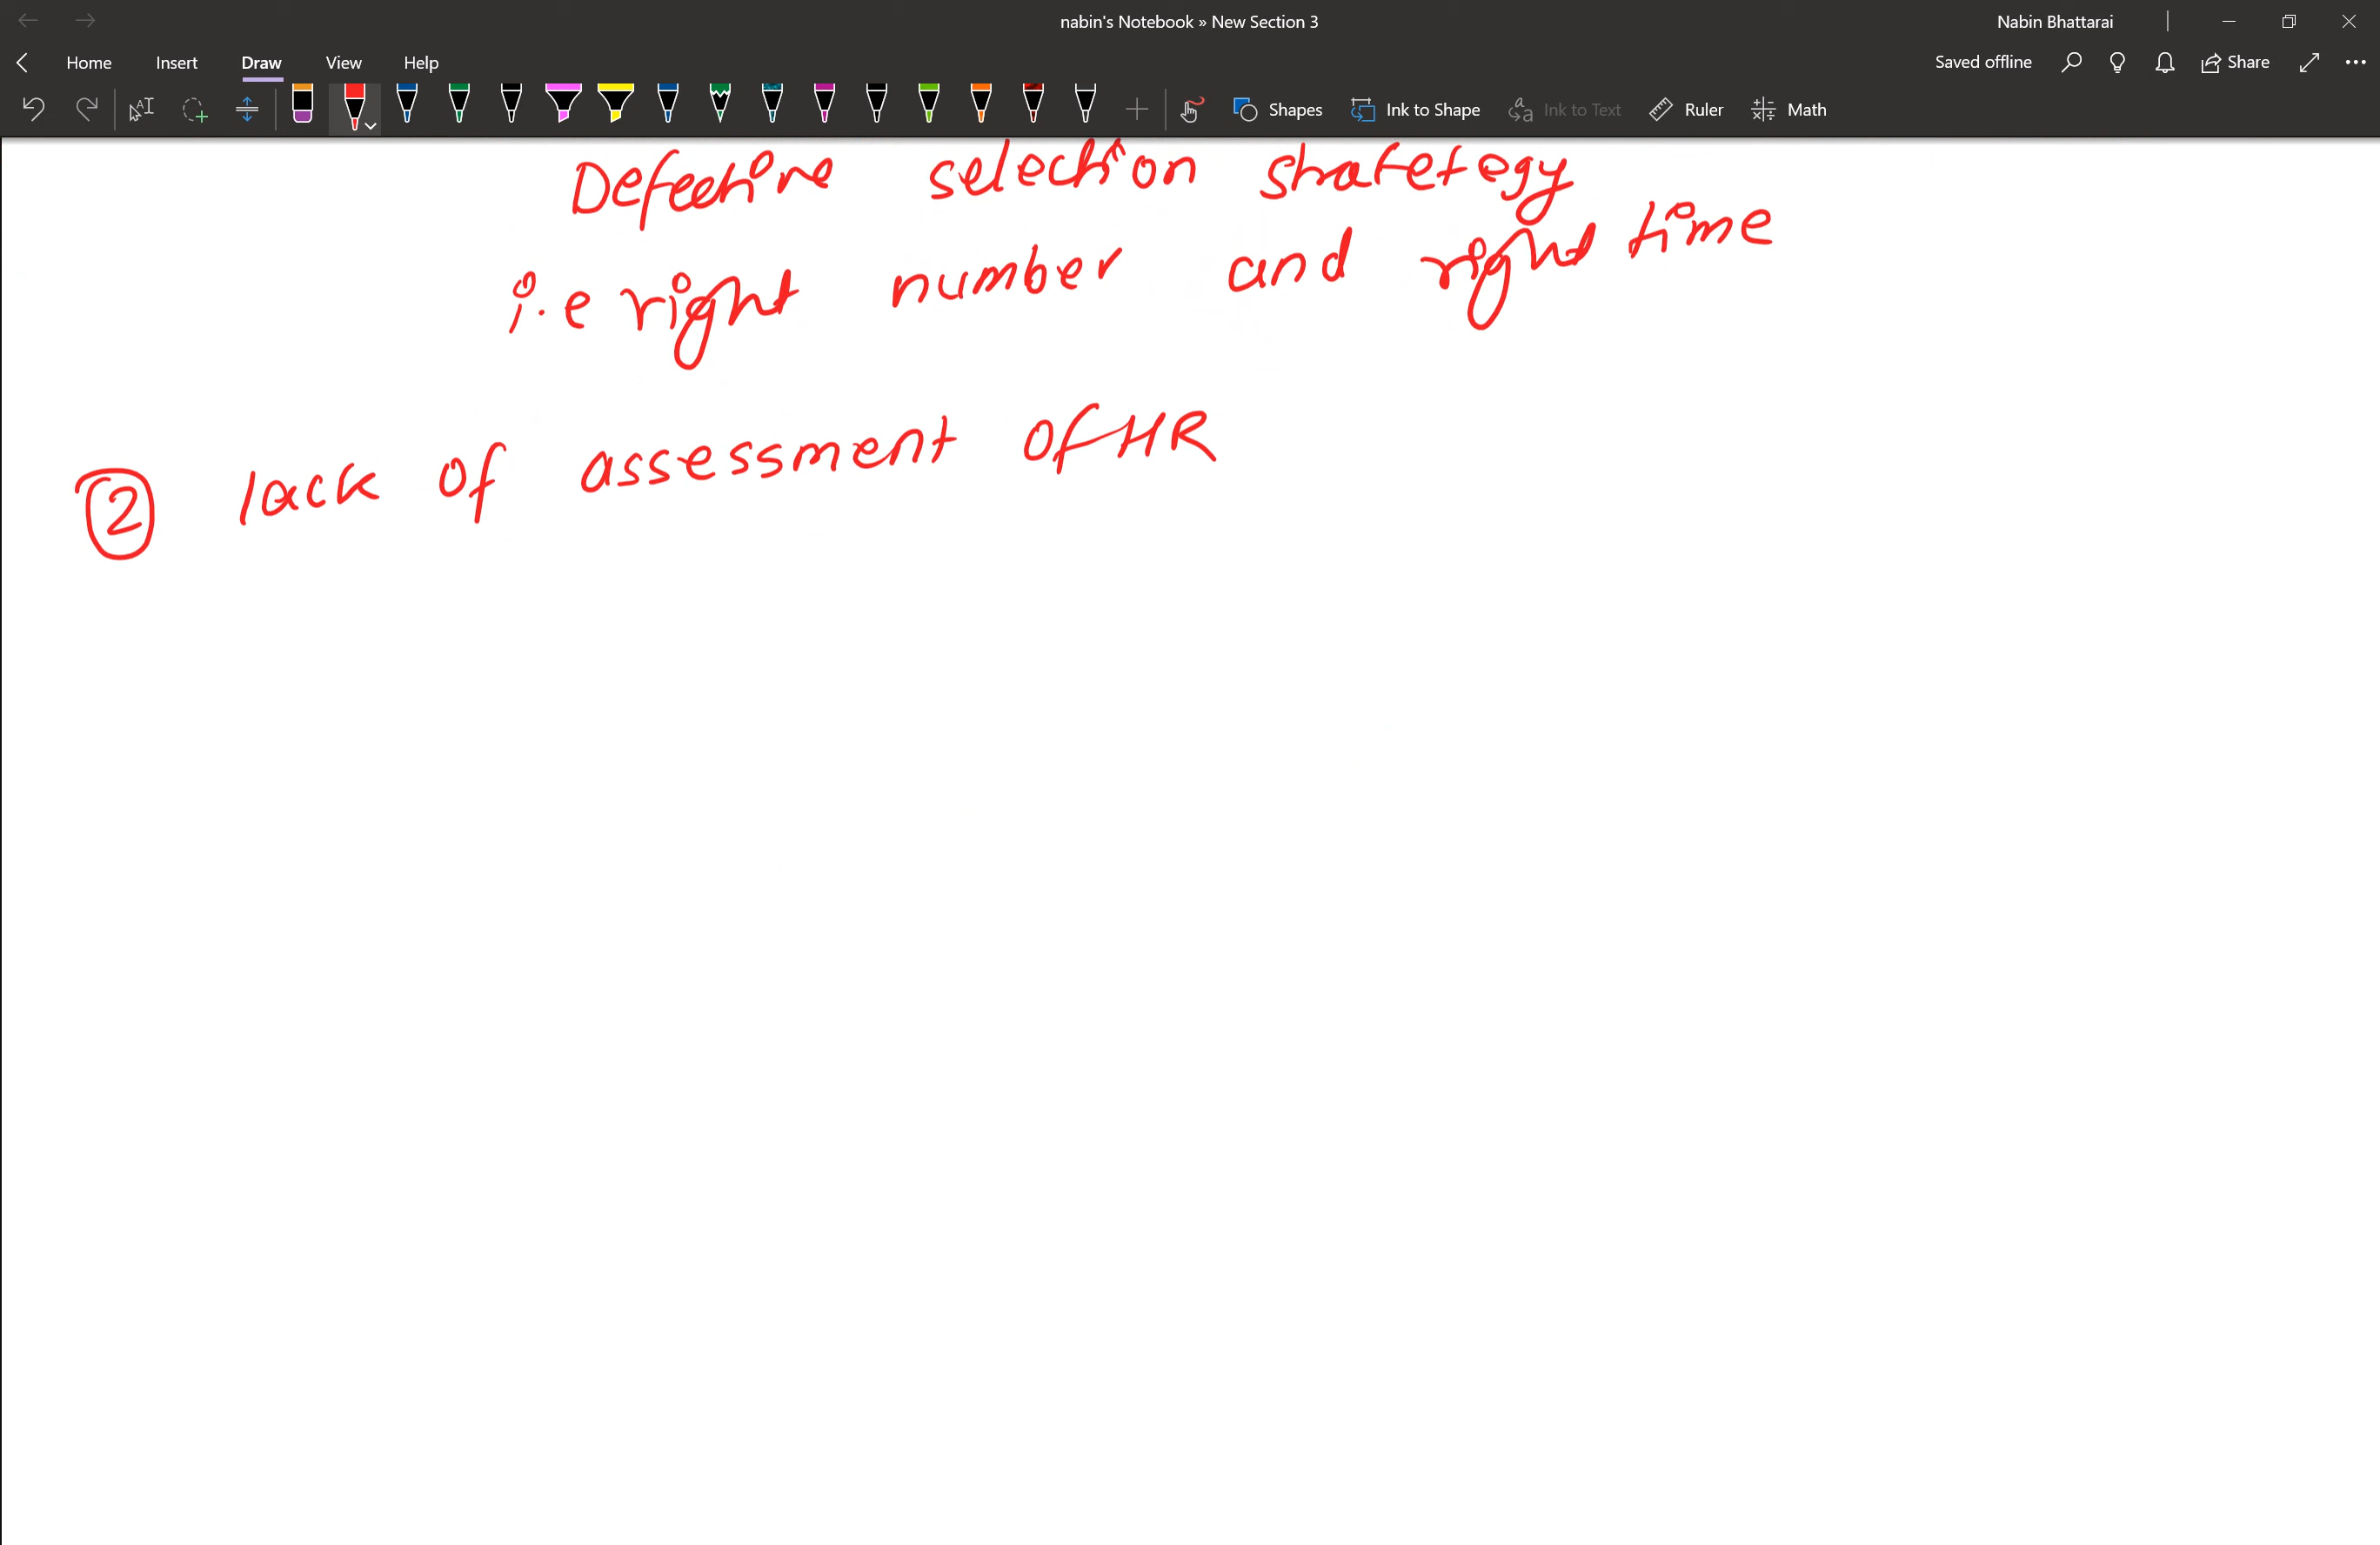 nabin's Notebook » New Section 3
Nabin Bhattarai
Home Insert Draw View Help
Saved offline
Share
Shapes Ink to Shape Ink to Text Ruler Math
Defective selection stratetegy
i.e right number and right time
② lack of assessment of HR